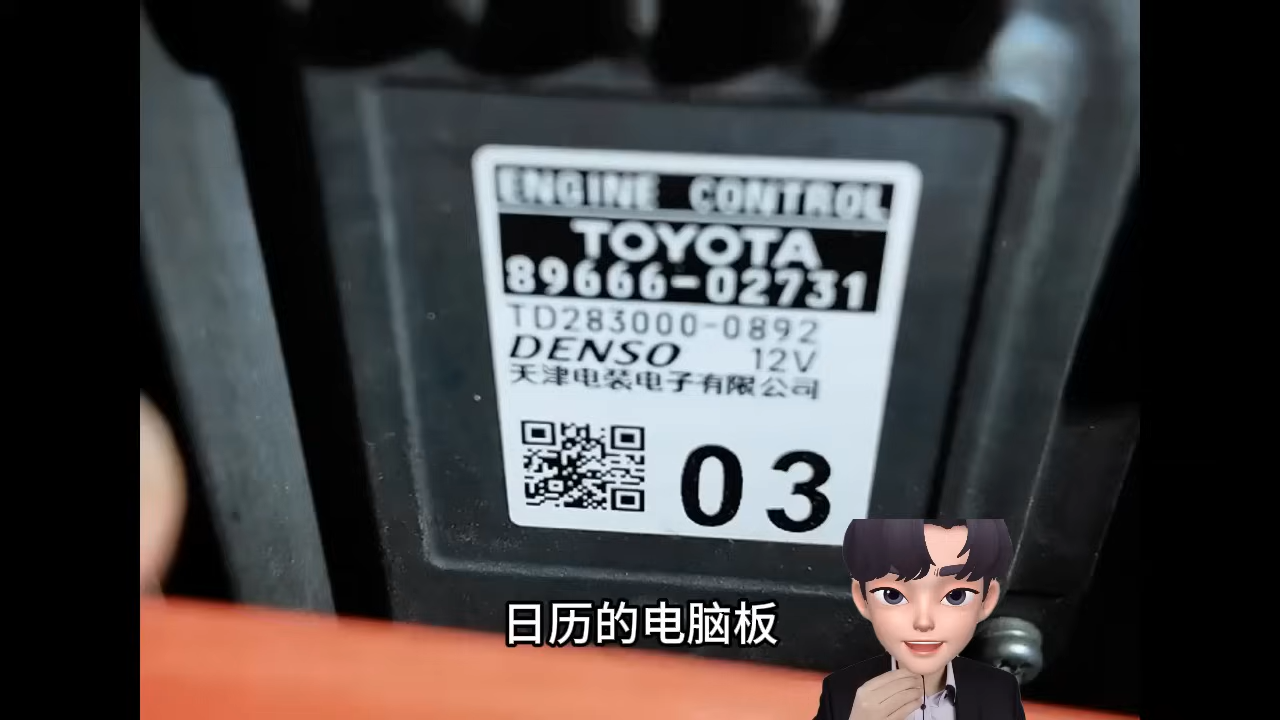 ENGINE CONTROL
TOYOTA
89666-02731
TD283000-0892
DENSO 12V
天津电装电子有限公司
03
日历的电脑板